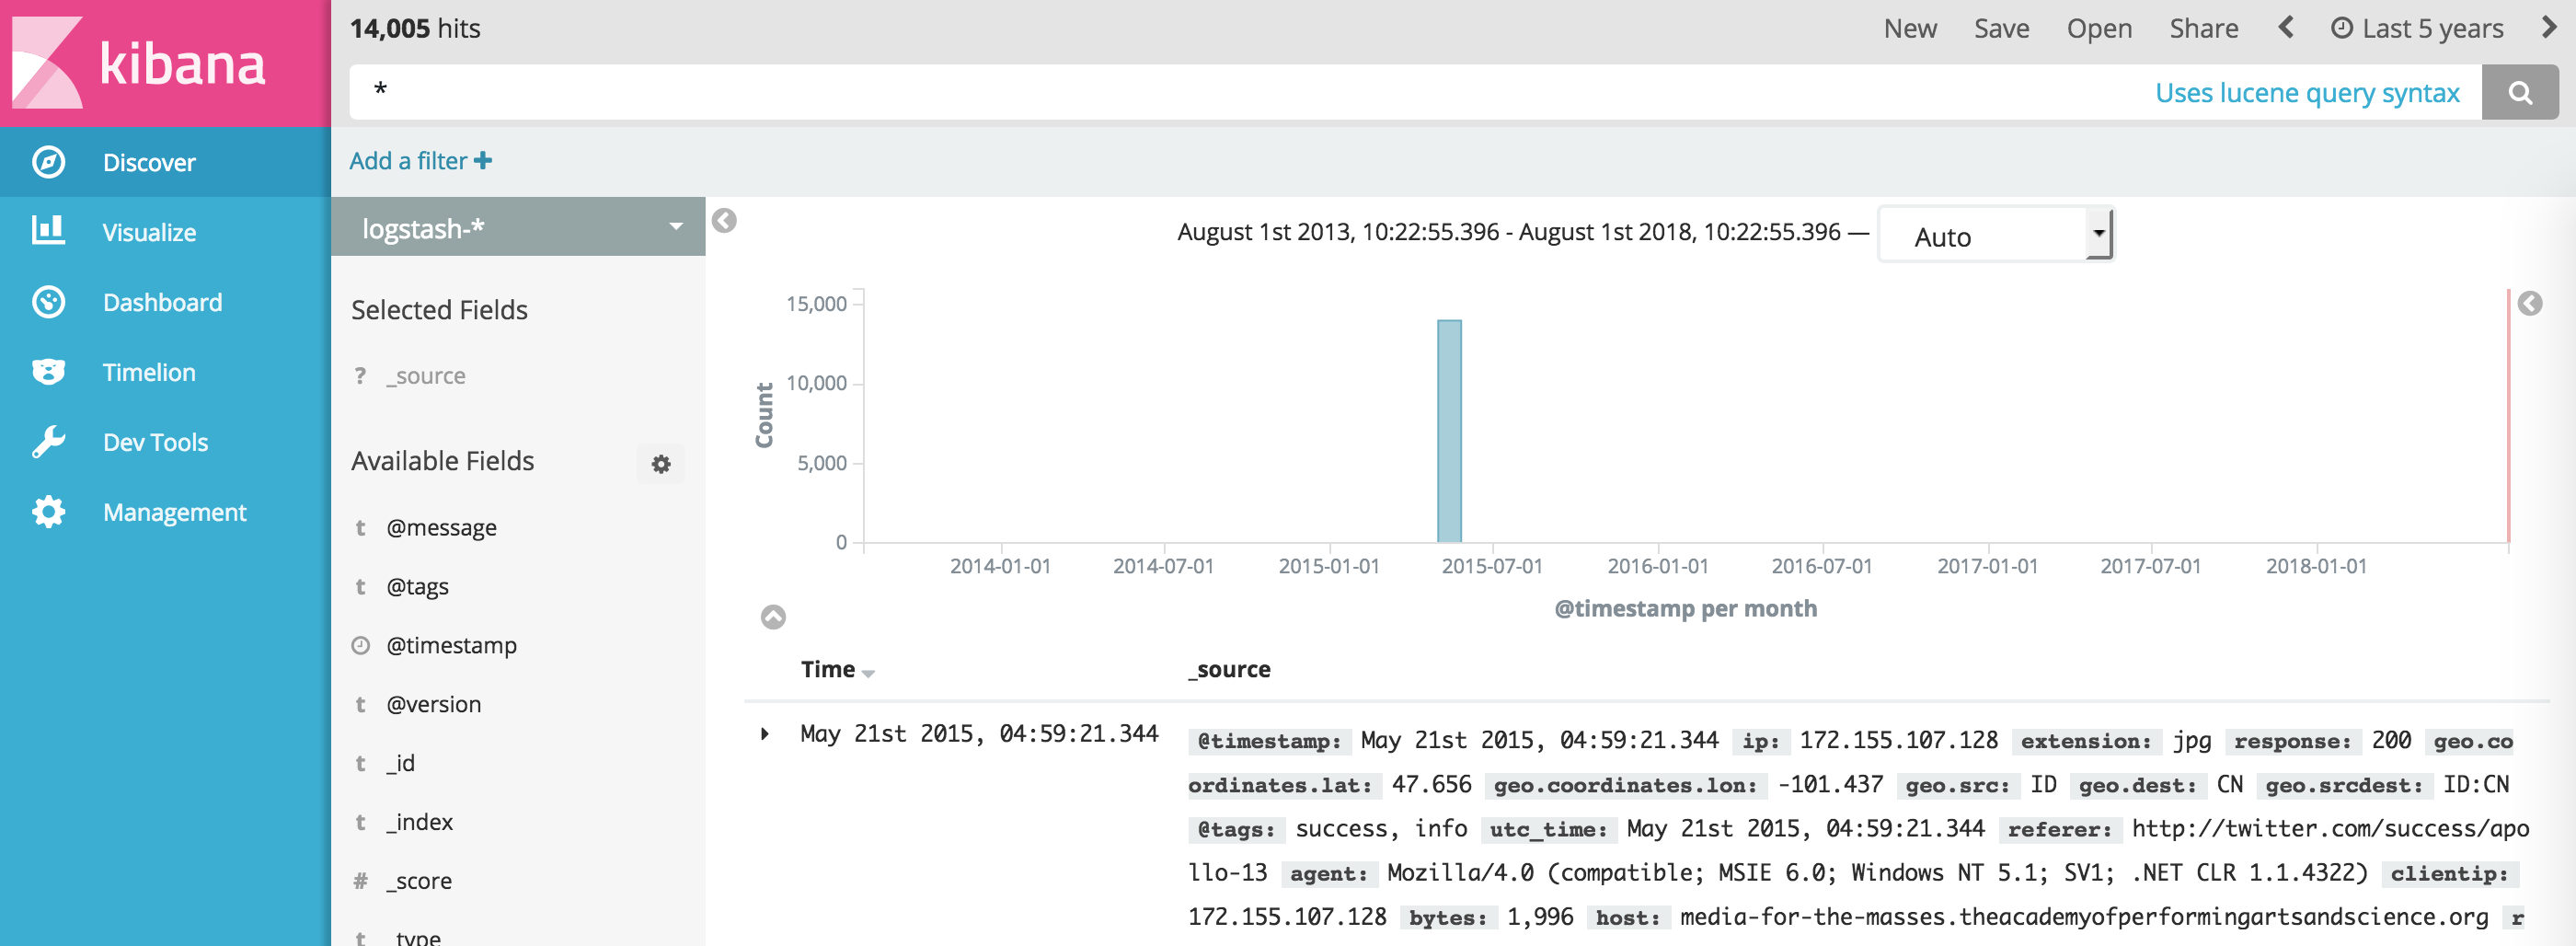 kibana
Discover
Visualize
Dashboard
Timelion
Dev Tools
Management
14,005 hits
New Save Open Share Last 5 years
*
Uses lucene query syntax
Add a filter
logstash-*
Selected Fields
? _source
Available Fields
t @message
t @tags
@timestamp
t @version
t _id
t _index
# _score
t _type
August 1st 2013, 10:22:55.396 - August 1st 2018, 10:22:55.396 — Auto
Count
15,000
10,000
5,000
0
2014-01-01 2014-07-01 2015-01-01 2015-07-01 2016-01-01 2016-07-01 2017-01-01 2017-07-01 2018-01-01
@timestamp per month
Time _source
May 21st 2015, 04:59:21.344
@timestamp: May 21st 2015, 04:59:21.344 ip: 172.155.107.128 extension: jpg response: 200 geo.co
ordinates.lat: 47.656 geo.coordinates.lon: -101.437 geo.src: ID geo.dest: CN geo.srcdest: ID:CN
@tags: success, info utc_time: May 21st 2015, 04:59:21.344 referer: http://twitter.com/success/apo
llo-13 agent: Mozilla/4.0 (compatible; MSIE 6.0; Windows NT 5.1; SV1; .NET CLR 1.1.4322) clientip:
172.155.107.128 bytes: 1,996 host: media-for-the-masses.theacademyofperformingartsandscience.org r